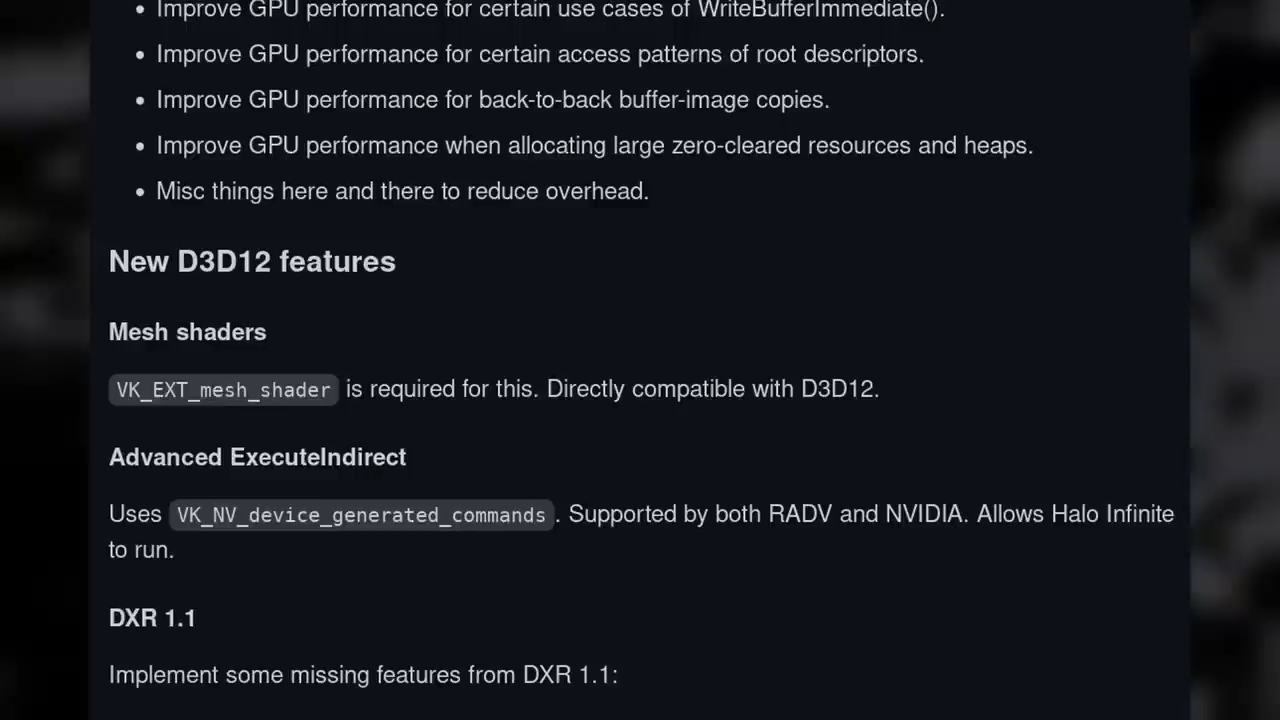 • Improve GPU performance for certain use cases of WriteBufferImmediate().
• Improve GPU performance for certain access patterns of root descriptors.
• Improve GPU performance for back-to-back buffer-image copies.
• Improve GPU performance when allocating large zero-cleared resources and heaps.
• Misc things here and there to reduce overhead.
New D3D12 features
Mesh shaders
VK_EXT_mesh_shader is required for this. Directly compatible with D3D12.
Advanced ExecuteIndirect
Uses VK_NV_device_generated_commands. Supported by both RADV and NVIDIA. Allows Halo Infinite
to run.
DXR 1.1
Implement some missing features from DXR 1.1: